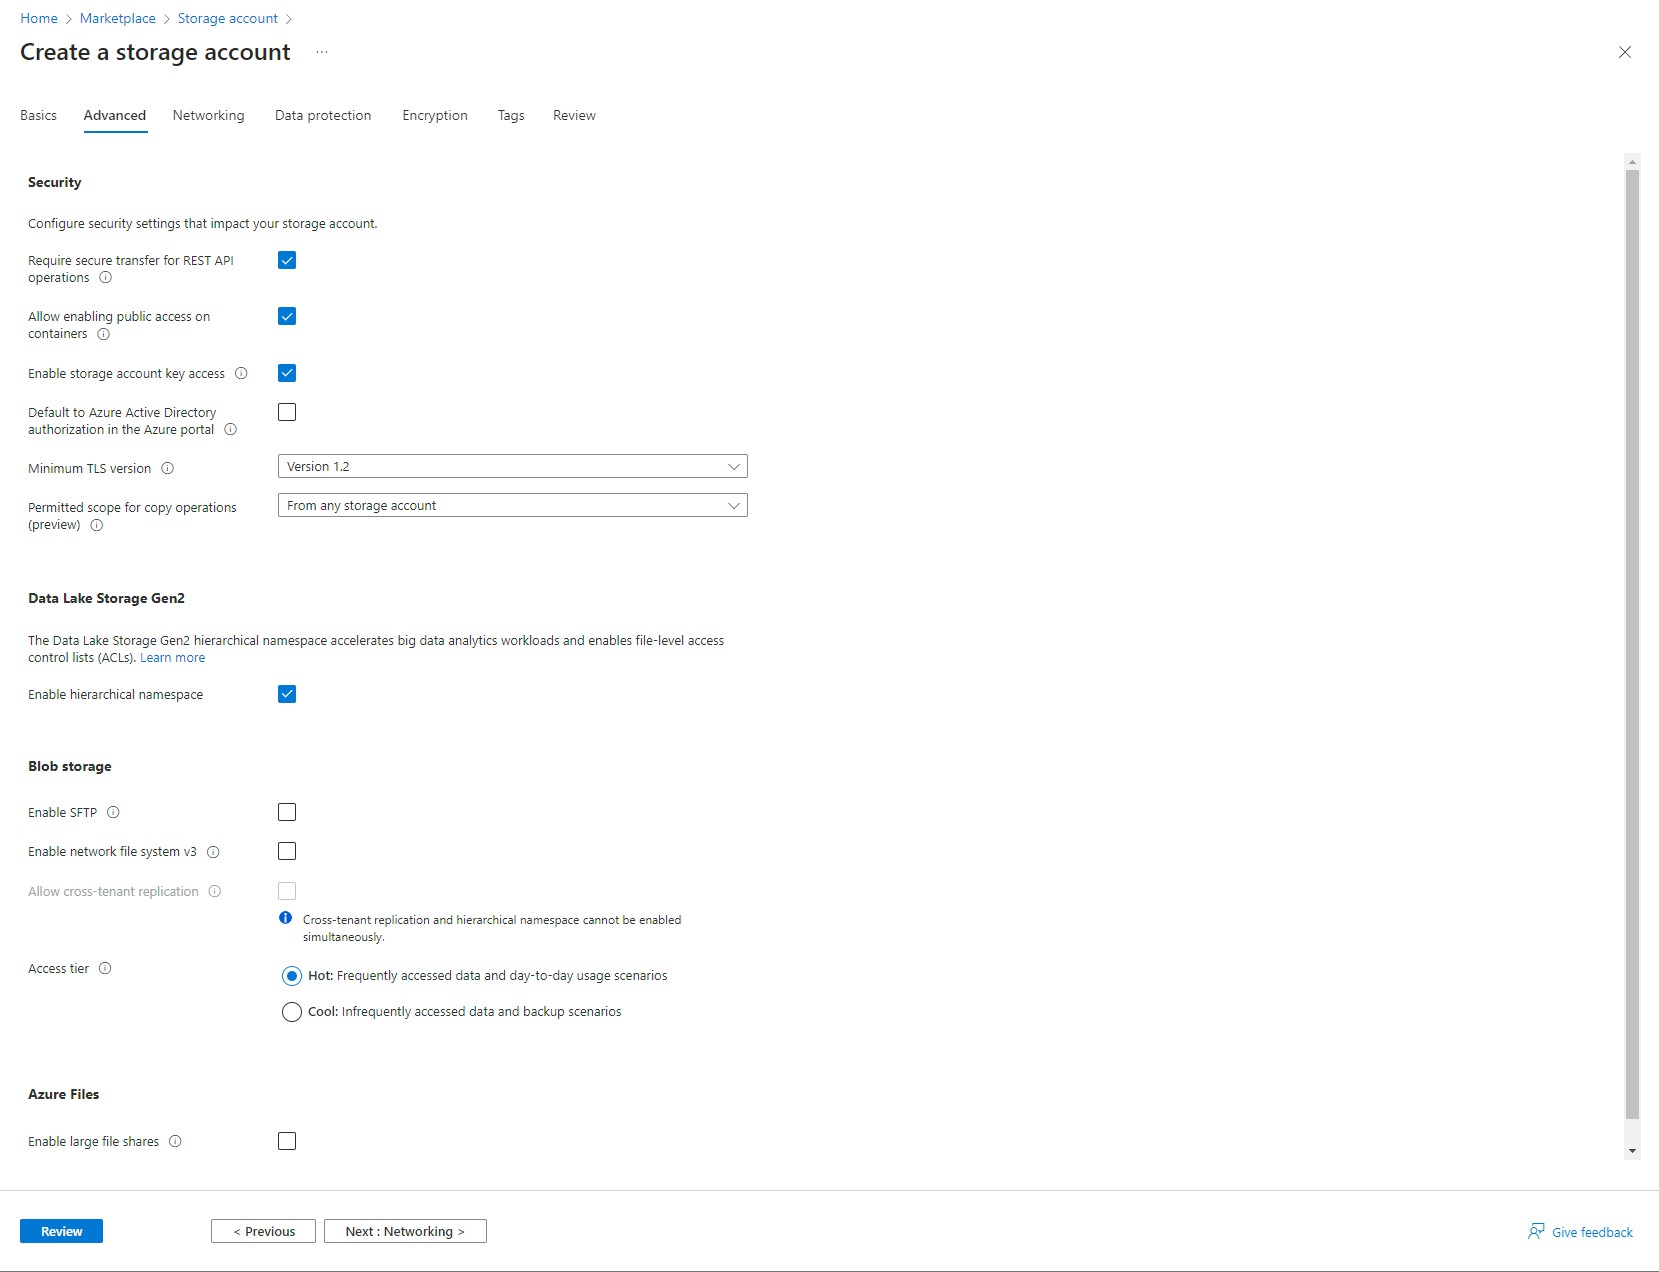 Home > Marketplace > Storage account >
Create a storage account ...
Basics Advanced Networking Data protection Encryption Tags Review
Security
Configure security settings that impact your storage account.
Require secure transfer for REST API
operations
Allow enabling public access on
containers
Enable storage account key access
Default to Azure Active Directory
authorization in the Azure portal
Minimum TLS version
Version 1.2
Permitted scope for copy operations
(preview)
From any storage account
Data Lake Storage Gen2
The Data Lake Storage Gen2 hierarchical namespace accelerates big data analytics workloads and enables file-level access
control lists (ACLs). Learn more
Enable hierarchical namespace
Blob storage
Enable SFTP
Enable network file system v3
Allow cross-tenant replication
Cross-tenant replication and hierarchical namespace cannot be enabled
simultaneously.
Access tier
Hot: Frequently accessed data and day-to-day usage scenarios
Cool: Infrequently accessed data and backup scenarios
Azure Files
Enable large file shares
Review < Previous Next : Networking > Give feedback